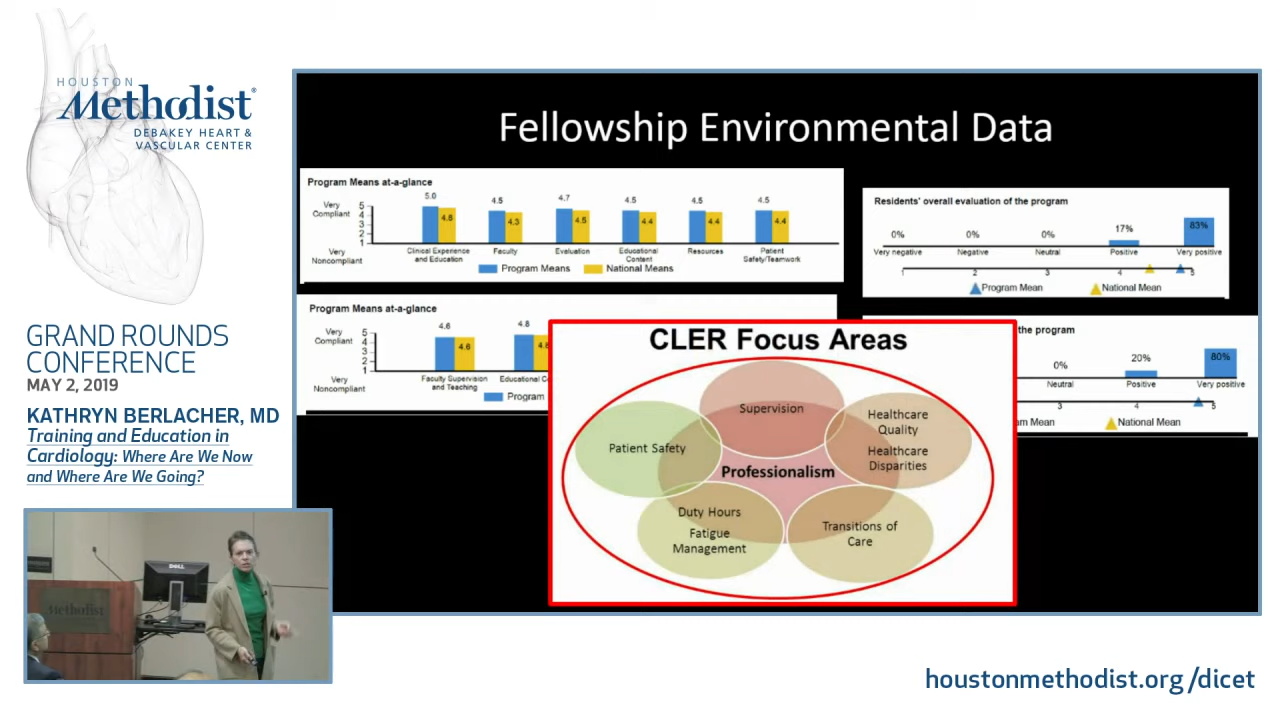 HOUSTON
Methodist®
DEBAKEY HEART &
VASCULAR CENTER
GRAND ROUNDS
CONFERENCE
MAY 2, 2019
KATHRYN BERLACHER, MD
Training and Education in
Cardiology: Where Are We Now
and Where Are We Going?
DELL
Methodist
Fellowship Environmental Data
Program Means at-a-glance
Very
Compliant
5
4
3
2
1
Very
Noncompliant
5.0 4.8
4.5 4.3
4.7 4.5
4.5 4.4
4.5 4.4
4.5 4.4
Clinical Experience
and Education
Faculty
Evaluation
Educational
Content
Resources
Patient
Safety/Teamwork
Program Means National Means
Residents' overall evaluation of the program
0% 0% 0% 17% 83%
Very negative Negative Neutral Positive Very positive
1 2 3 4 5
Program Mean National Mean
Program Means at-a-glance
Very
Compliant
5
4
3
2
1
Very
Noncompliant
4.6 4.6
4.8
Faculty Supervision
and Teaching
Educational
Program
the program
0% 20% 80%
Neutral Positive Very positive
3 4 5
Mean National Mean
CLER Focus Areas
Supervision
Patient Safety
Healthcare
Quality
Healthcare
Disparities
Professionalism
Duty Hours
Fatigue
Management
Transitions of
Care
houstonmethodist.org/dicet